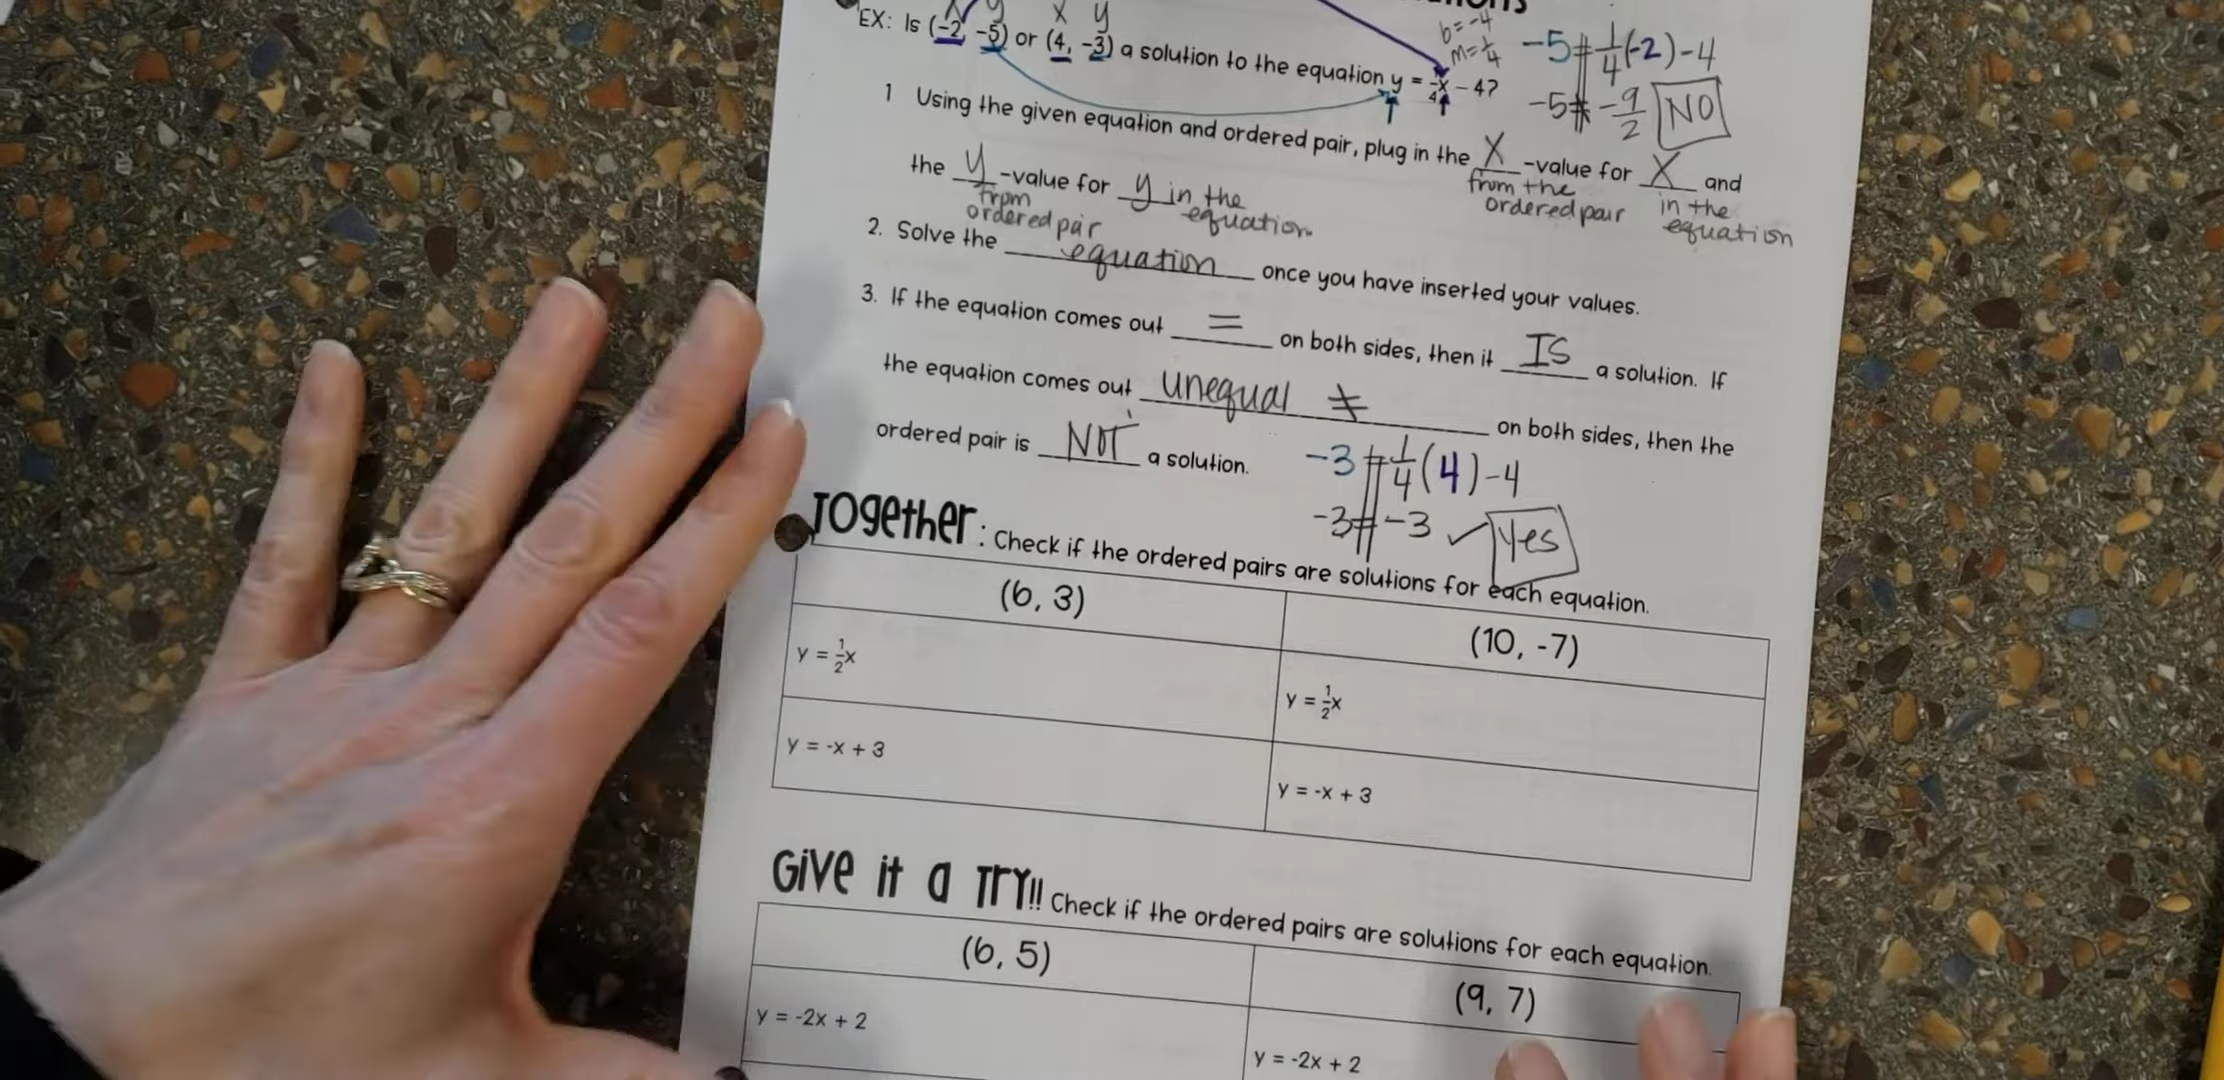 b=-4
m=1/4
x y x y
EX: Is (-2, -5) or (4, -3) a solution to the equation y = 1/4x - 4?
-5 = 1/4(-2)-4
-5 ≠ -9/2 NO
1 Using the given equation and ordered pair, plug in the X -value for X and
from the ordered pair in the equation
the y -value for y in the equation
from ordered pair
2. Solve the equation once you have inserted your values.
3. If the equation comes out = on both sides, then it IS a solution. If
the equation comes out unequal ≠ on both sides, then the
ordered pair is NOT a solution.
-3 = 1/4(4)-4
-3 = -3 ✓ Yes
Together: Check if the ordered pairs are solutions for each equation.
(6, 3) (10, -7)
y = 1/2x y = 1/2x
y = -x + 3 y = -x + 3
Give it a Try!! Check if the ordered pairs are solutions for each equation.
(6, 5) (9, 7)
y = -2x + 2 y = -2x + 2